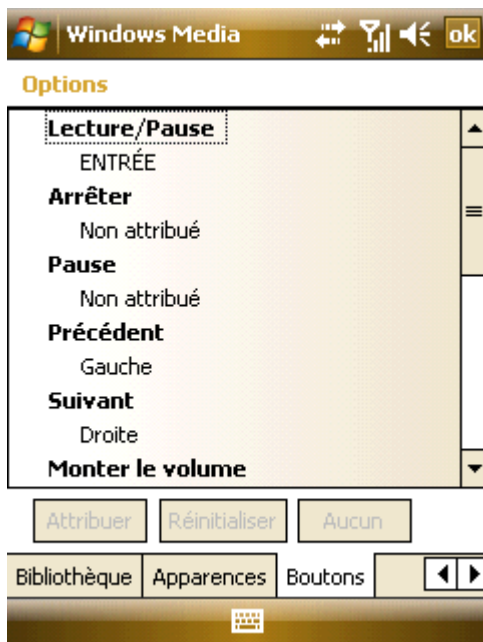 Windows Media ok
Options
Lecture/Pause
ENTRÉE
Arrêter
Non attribué
Pause
Non attribué
Précédent
Gauche
Suivant
Droite
Monter le volume
Attribuer Réinitialiser Aucun
Bibliothèque Apparences Boutons